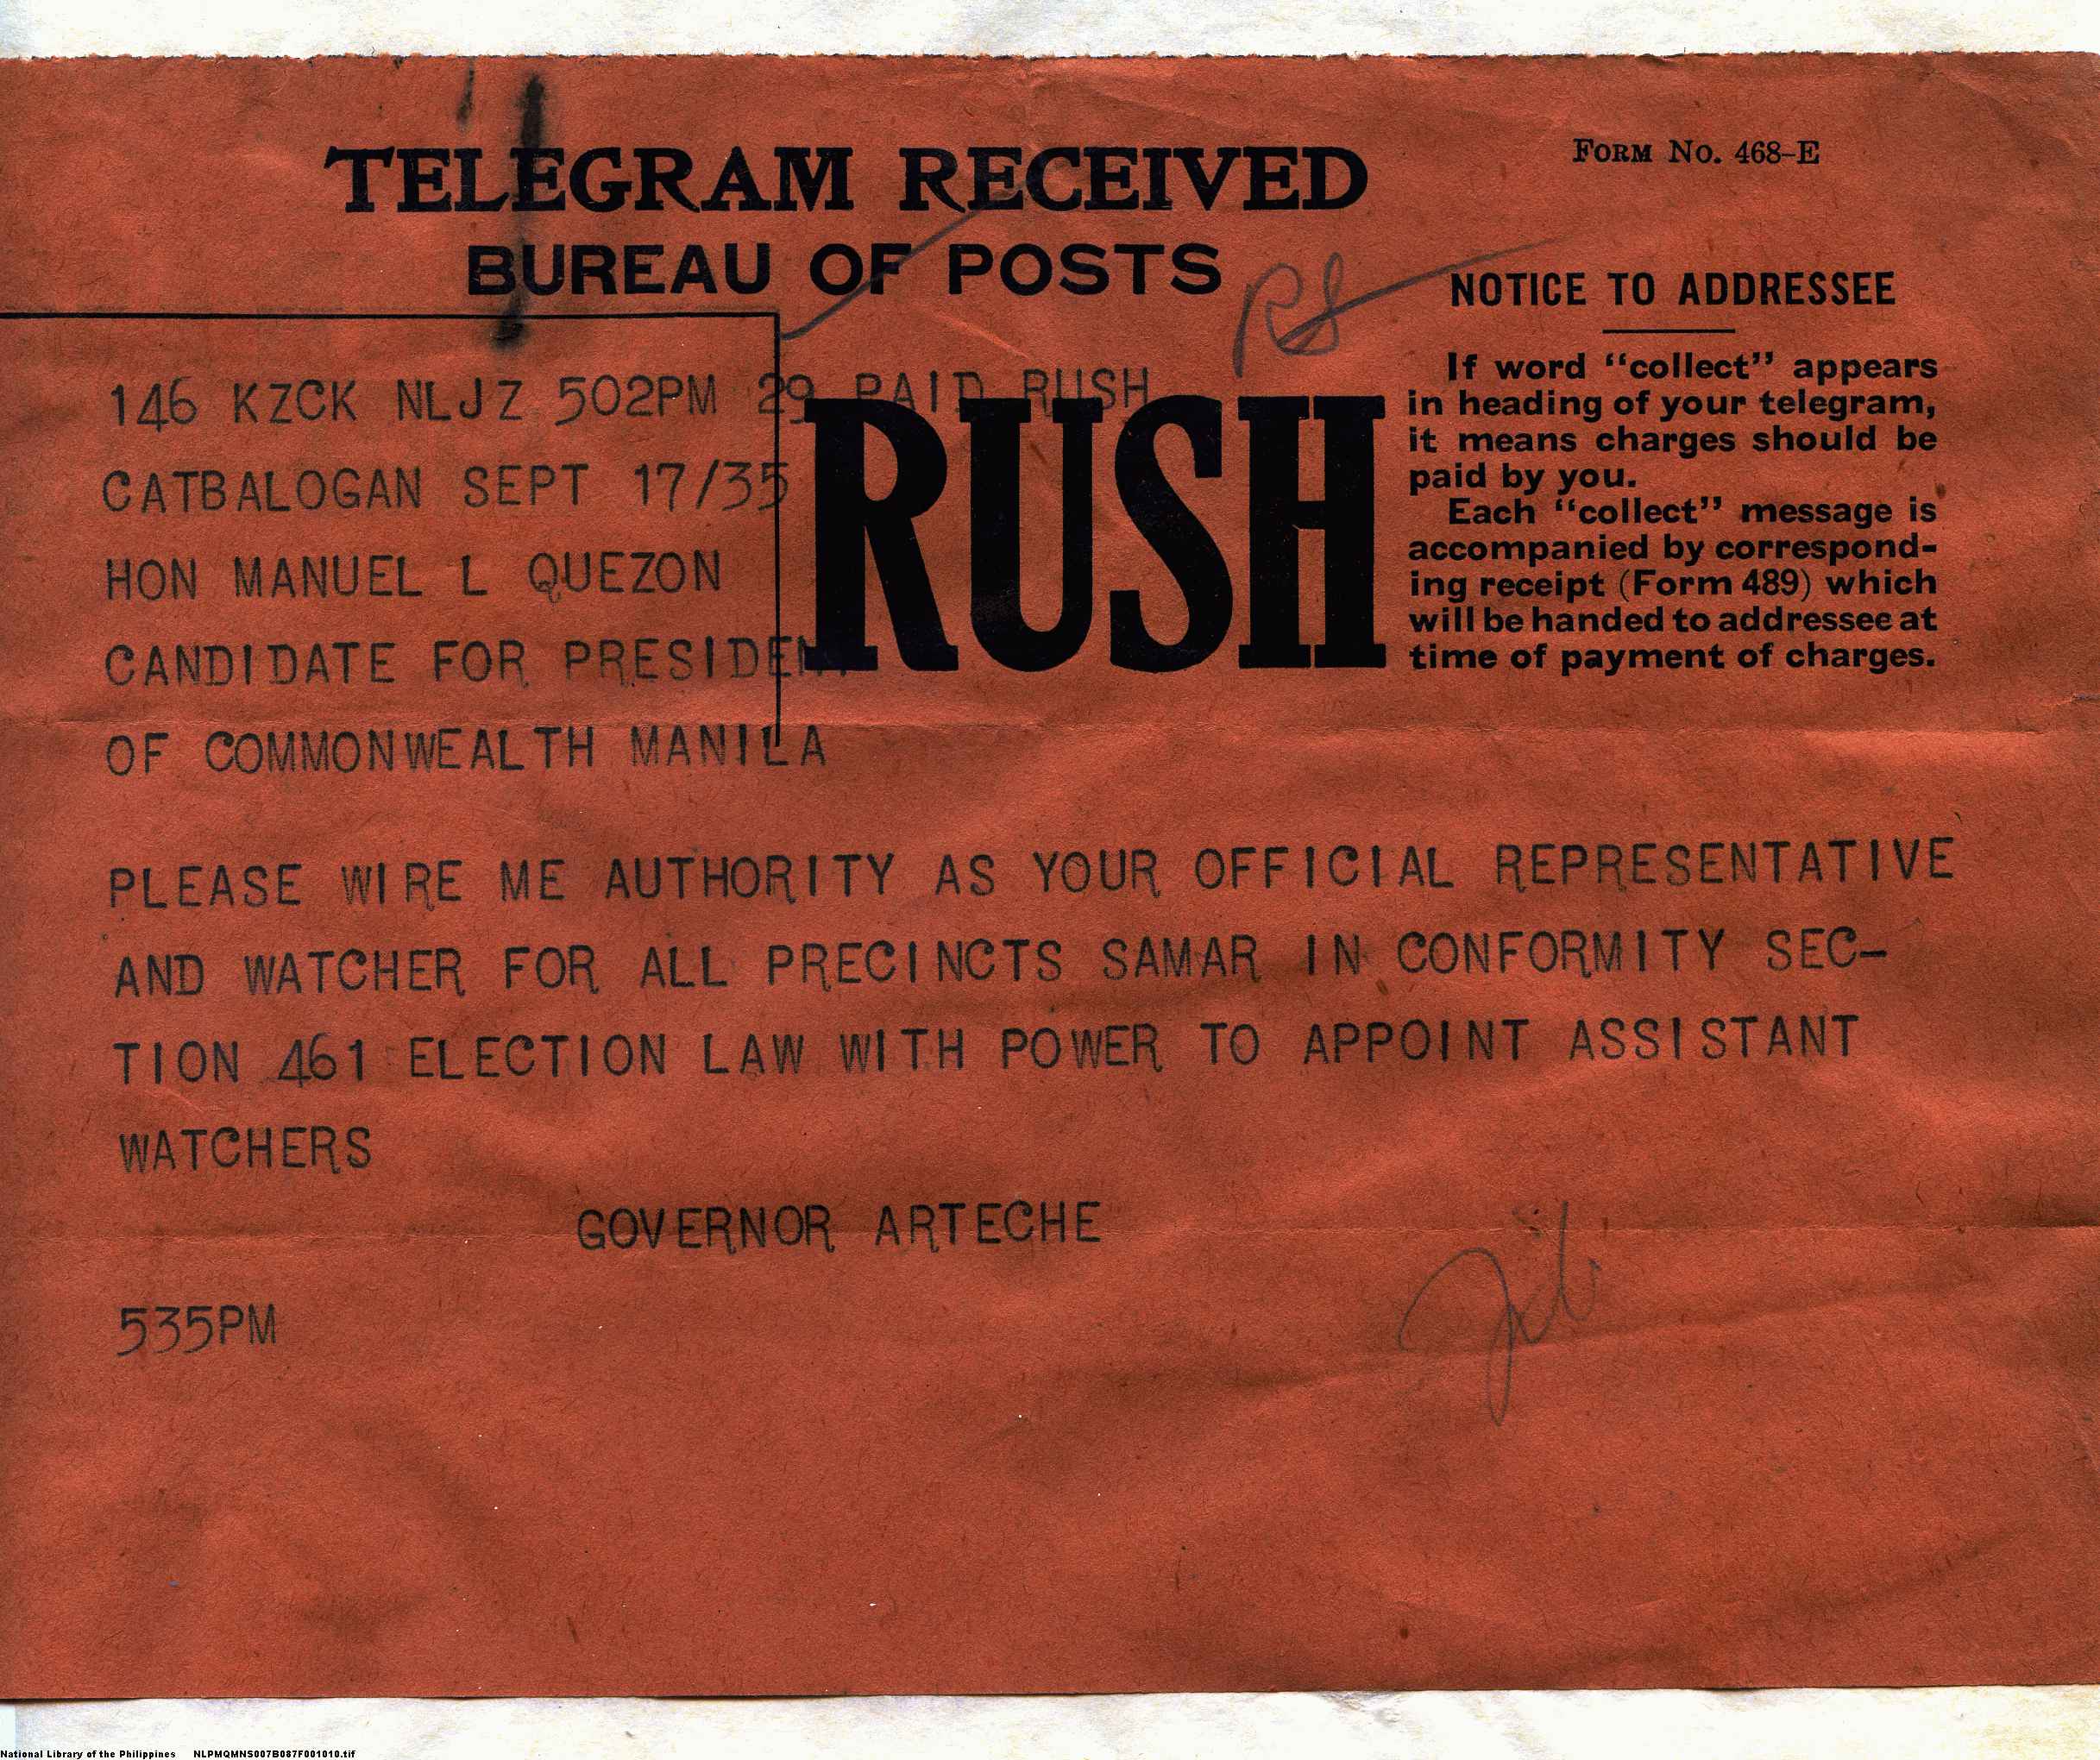 TELEGRAM RECEIVED
BUREAU OF POSTS
FORM NO. 468-E
NOTICE TO ADDRESSEE
If word "collect" appears
in heading of your telegram,
it means charges should be
paid by you.
Each "collect" message is
accompanied by correspond-
ing receipt (Form 489) which
will be handed to addressee at
time of payment of charges.
RUSH
146 KZCK NLJZ 502PM 29 PAID RUSH
CATBALOGAN SEPT 17/35
HON MANUEL L QUEZON
CANDIDATE FOR PRESIDENT
OF COMMONWEALTH MANILA
PLEASE WIRE ME AUTHORITY AS YOUR OFFICIAL REPRESENTATIVE
AND WATCHER FOR ALL PRECINCTS SAMAR IN CONFORMITY SEC-
TION 461 ELECTION LAW WITH POWER TO APPOINT ASSISTANT
WATCHERS
GOVERNOR ARTECHE
535PM
National Library of the Philippines NLPMQMNS007B087F001010.tif